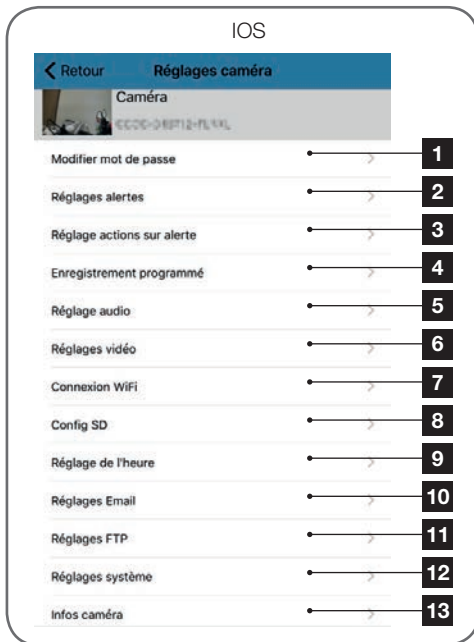 IOS
Retour Réglages caméra
Caméra
Modifier mot de passe 1
Réglages alertes 2
Réglage actions sur alerte 3
Enregistrement programmé 4
Réglage audio 5
Réglages vidéo 6
Connexion WiFi 7
Config SD 8
Réglage de l'heure 9
Réglages Email 10
Réglages FTP 11
Réglages système 12
Infos caméra 13